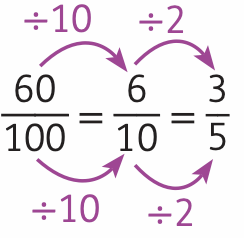 ÷10 ÷2
60/100 = 6/10 = 3/5
÷10 ÷2